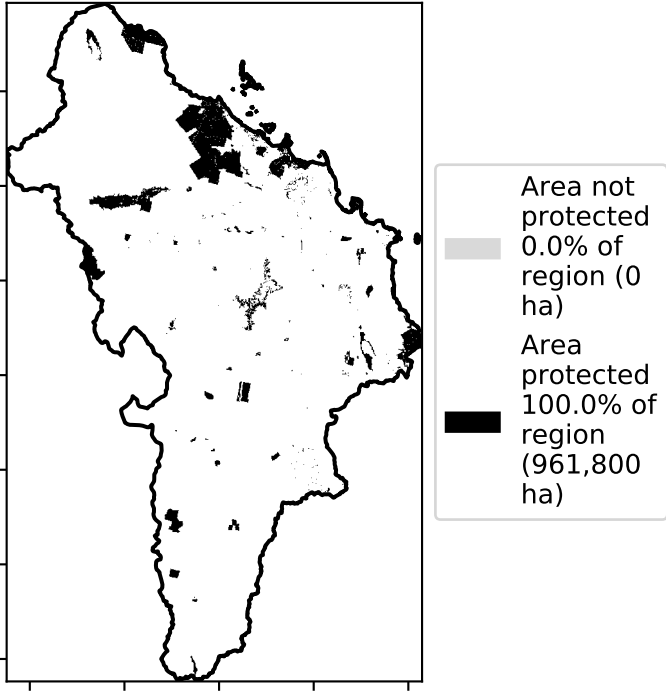 Area not
protected
0.0% of
region (0
ha)
Area
protected
100.0% of
region
(961,800
ha)